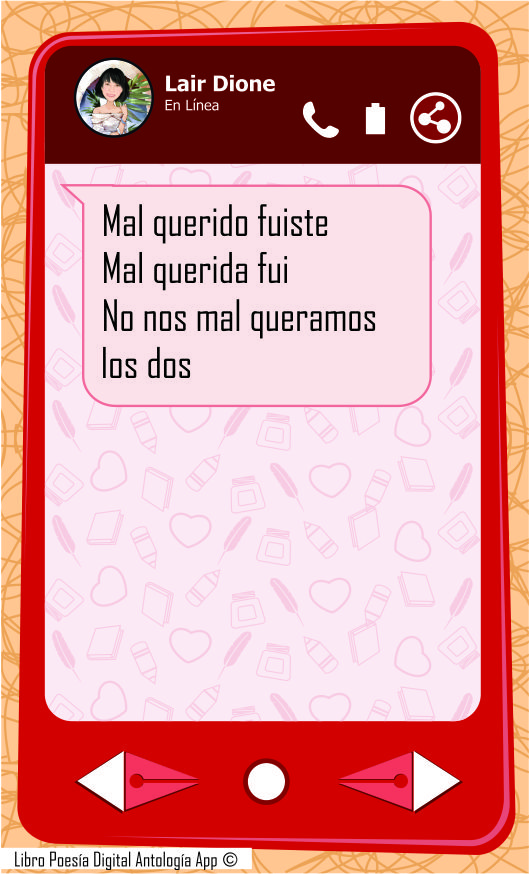 Lair Dione
En Línea
Mal querido fuiste
Mal querida fui
No nos mal queramos
los dos
Libro Poesía Digital Antología App ©